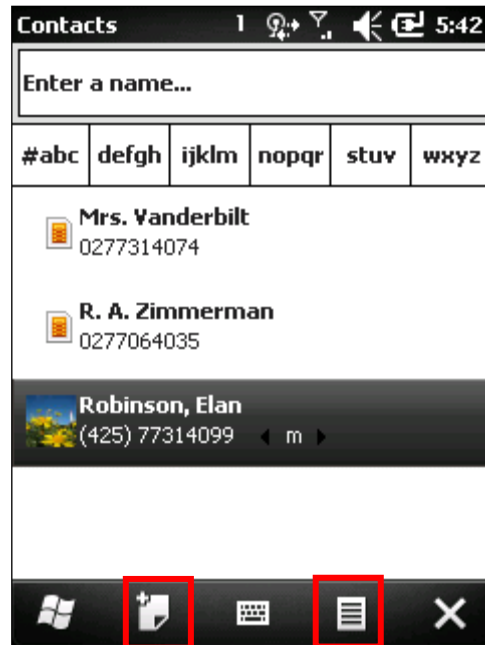 Contacts 1 5:42
Enter a name...
#abc defgh ijklm nopqr stuv wxyz
Mrs. Vanderbilt
0277314074
R. A. Zimmerman
0277064035
Robinson, Elan
(425) 77314099 m